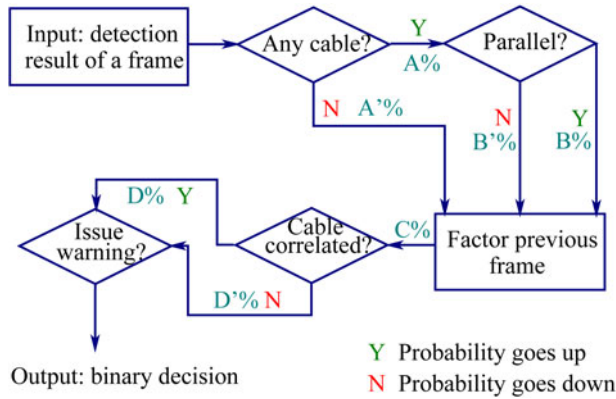 Input: detection
result of a frame
Any cable?
Y
A%
Parallel?
N A'%
N
B'%
Y
B%
D% Y
Issue
warning?
Cable
correlated?
C%
Factor previous
frame
D'% N
Output: binary decision
Y Probability goes up
N Probability goes down